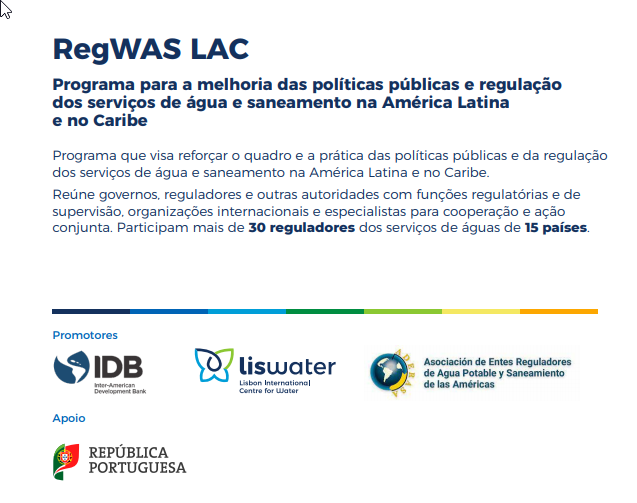 RegWAS LAC
Programa para a melhoria das políticas públicas e regulação
dos serviços de água e saneamento na América Latina
e no Caribe
Programa que visa reforçar o quadro e a prática das políticas públicas e da regulação
dos serviços de água e saneamento na América Latina e no Caribe.
Reúne governos, reguladores e outras autoridades com funções regulatórias e de
supervisão, organizações internacionais e especialistas para cooperação e ação
conjunta. Participam mais de 30 reguladores dos serviços de águas de 15 países.
Promotores
IDB
Inter-American
Development Bank
liswater
Lisbon International
Centre for Water
ADERASA
Asociación de Entes Reguladores
de Agua Potable y Saneamiento
de las Américas
Apoio
REPÚBLICA
PORTUGUESA